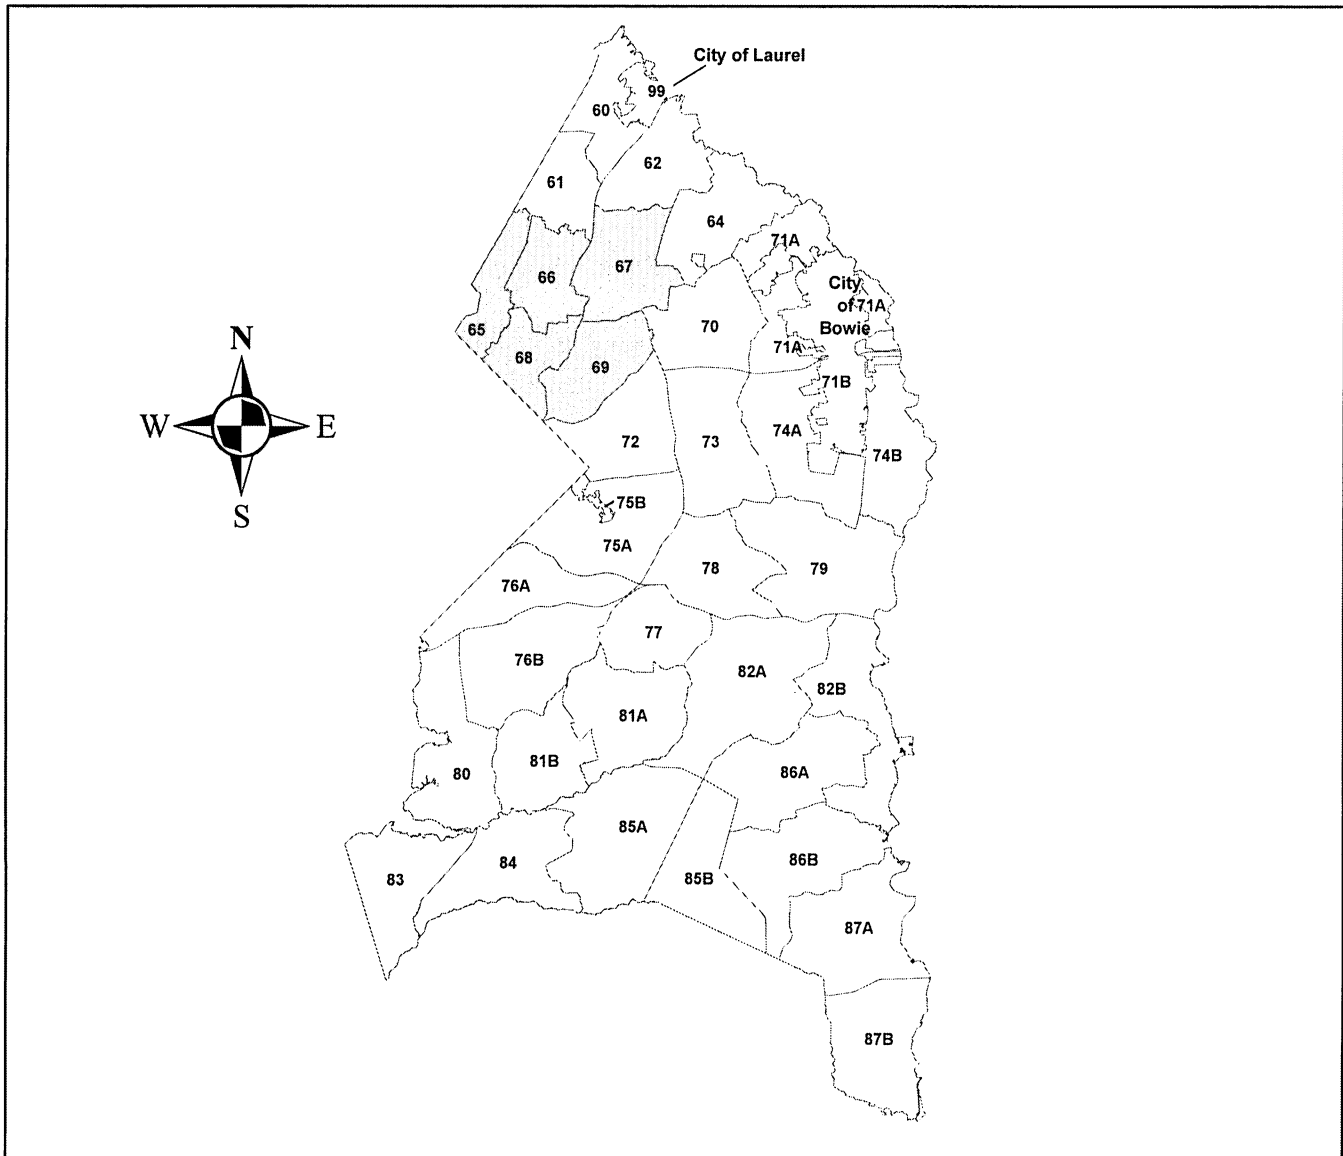 City of Laurel
99
60
62
61
64
71A
66
67
City
of 71A
Bowie
65
70
68
71A
69
71B
72
73
74A
74B
75B
75A
78
79
76A
77
76B
82A
82B
81A
81B
80
86A
85A
84
86B
83
85B
87A
87B
N
W
E
S